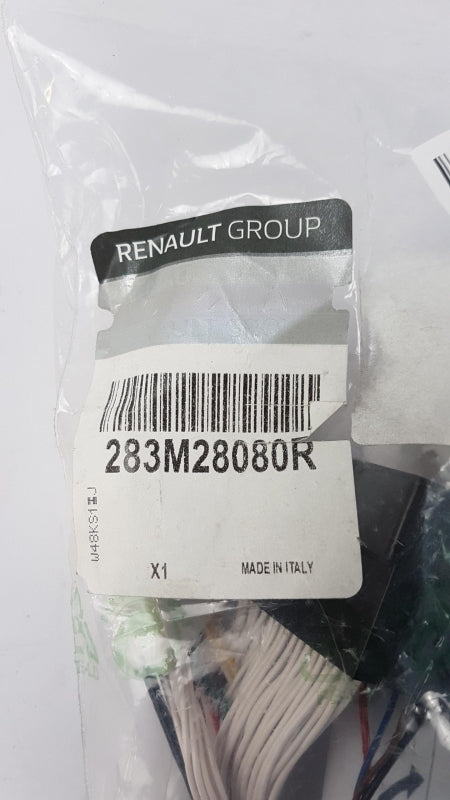 RENAULT GROUP
283M28080R
W48KS1
X1
MADE IN ITALY